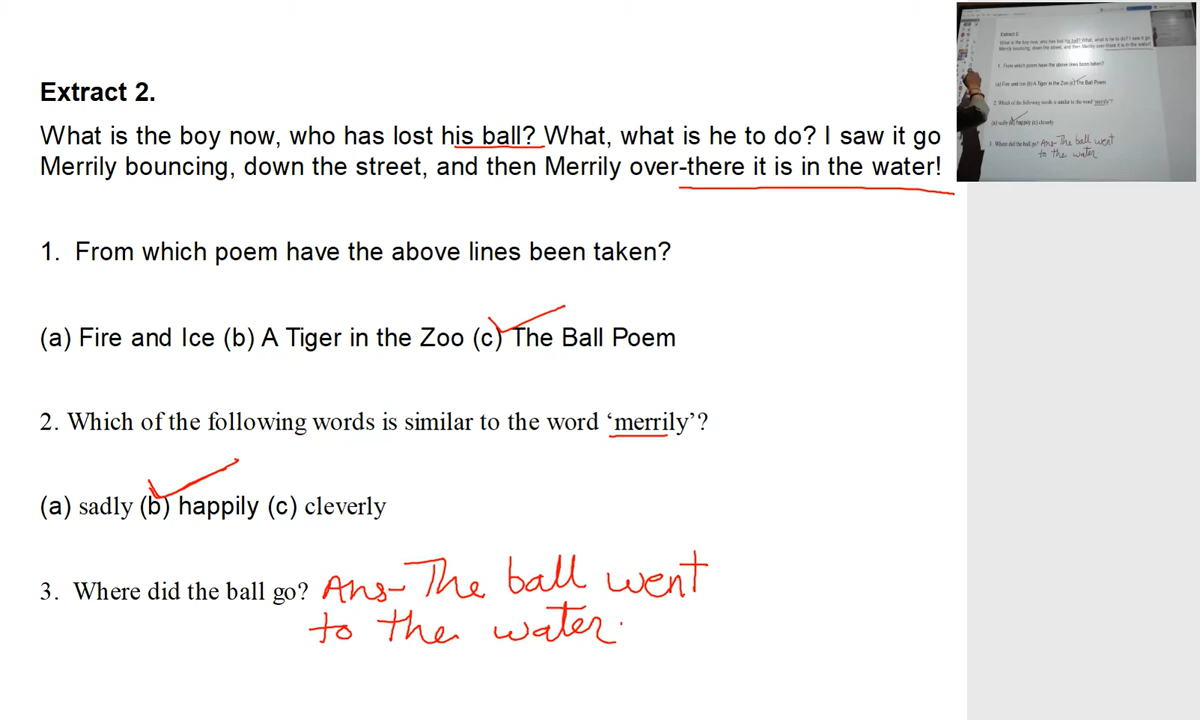 Extract 2.
What is the boy now, who has lost his ball? What, what is he to do? I saw it go
Merrily bouncing, down the street, and then Merrily over-there it is in the water!
1. From which poem have the above lines been taken?
(a) Fire and Ice (b) A Tiger in the Zoo (c) The Ball Poem
2. Which of the following words is similar to the word ‘merrily’?
(a) sadly (b) happily (c) cleverly
3. Where did the ball go? Ans- The ball went
to the water.